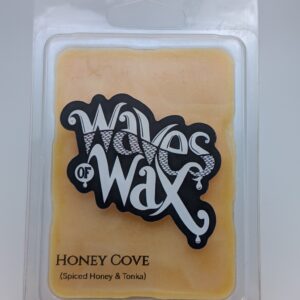 Waves
OF
Wax
HONEY COVE
(Spiced Honey & Tonka)